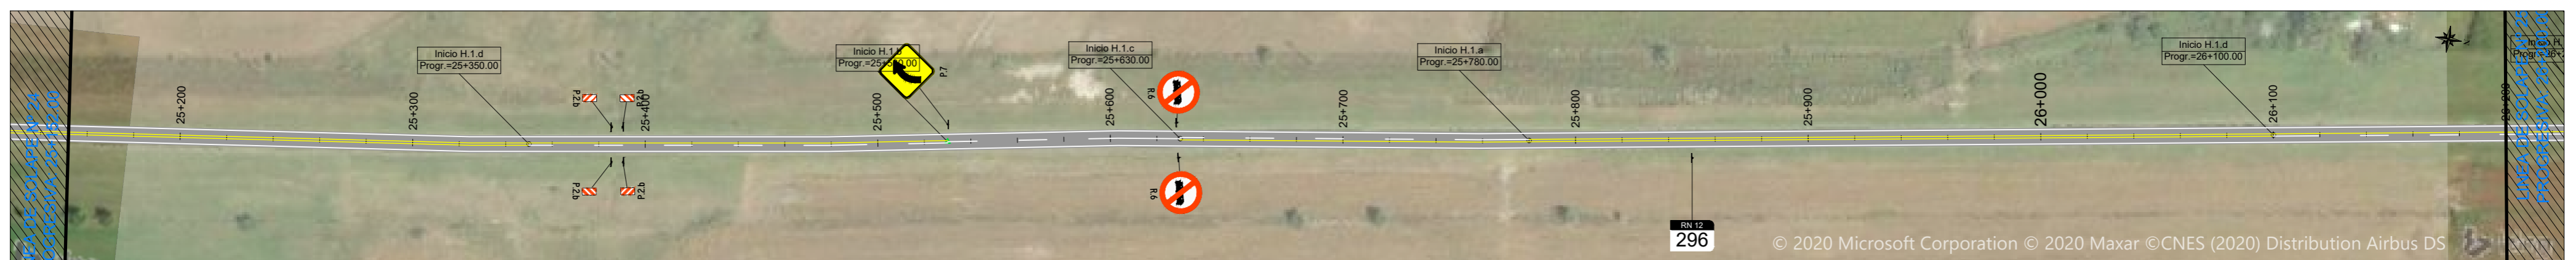 Inicio H.1.d
Progr.=25+350.00
Inicio H.1.b
Inicio H.1.c
Progr.=25+630.00
Inicio H.1.a
Progr.=25+780.00
Inicio H.1.d
Progr.=26+100.00
25+200
25+300
25+400
25+500
25+600
25+700
25+800
25+900
26+000
26+100
26+200
P.2.b
P.2.b
P.7
R.6
P.2.b
P.2.b
R.6
RN 12
296
© 2020 Microsoft Corporation © 2020 Maxar ©CNES (2020) Distribution Airbus DS